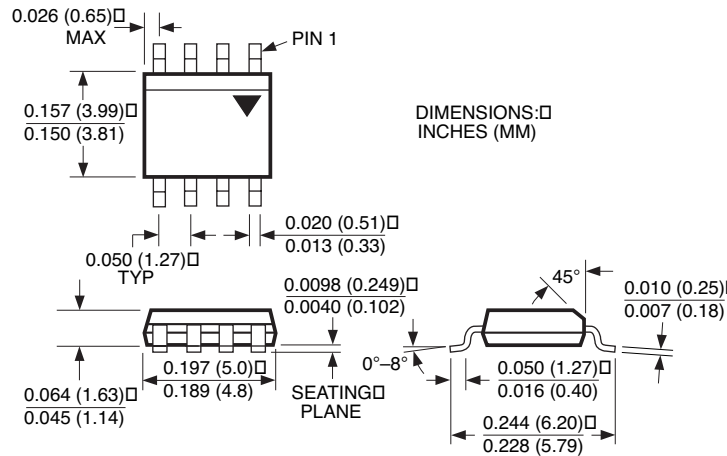 0.026 (0.65)
MAX
PIN 1
0.157 (3.99)
0.150 (3.81)
DIMENSIONS:
INCHES (MM)
0.020 (0.51)
0.013 (0.33)
0.050 (1.27)
TYP
0.0098 (0.249)
0.0040 (0.102)
45°
0.010 (0.25)
0.007 (0.18)
0°–8°
0.197 (5.0)
0.189 (4.8)
SEATING
PLANE
0.050 (1.27)
0.016 (0.40)
0.064 (1.63)
0.045 (1.14)
0.244 (6.20)
0.228 (5.79)